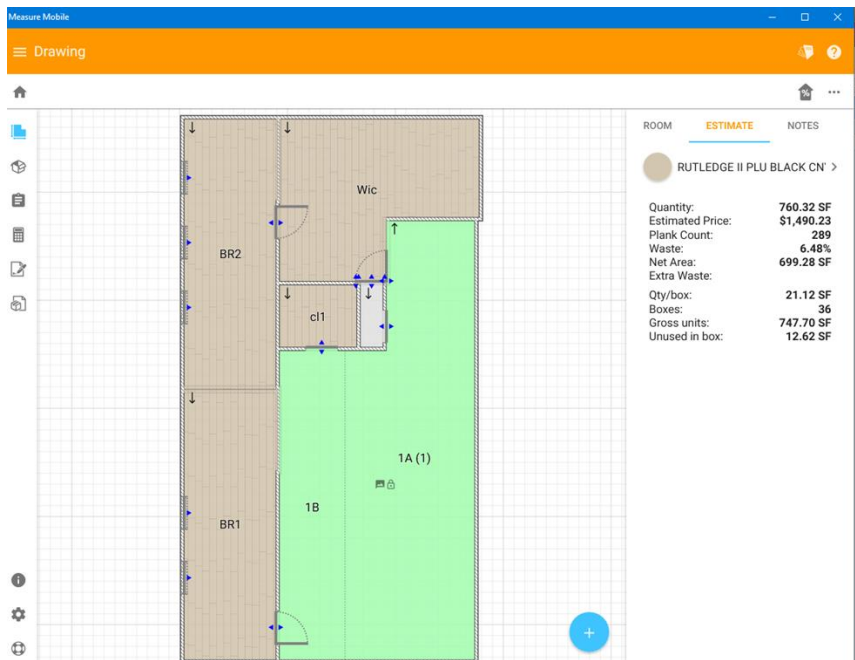 Measure Mobile
Drawing
ROOM ESTIMATE NOTES
RUTLEDGE II PLU BLACK CN'
Quantity: 760.32 SF
Estimated Price: $1,490.23
Plank Count: 289
Waste: 6.48%
Net Area: 699.28 SF
Extra Waste:
Qty/box: 21.12 SF
Boxes: 36
Gross units: 747.70 SF
Unused in box: 12.62 SF
Wic
BR2
cl1
1A (1)
1B
BR1